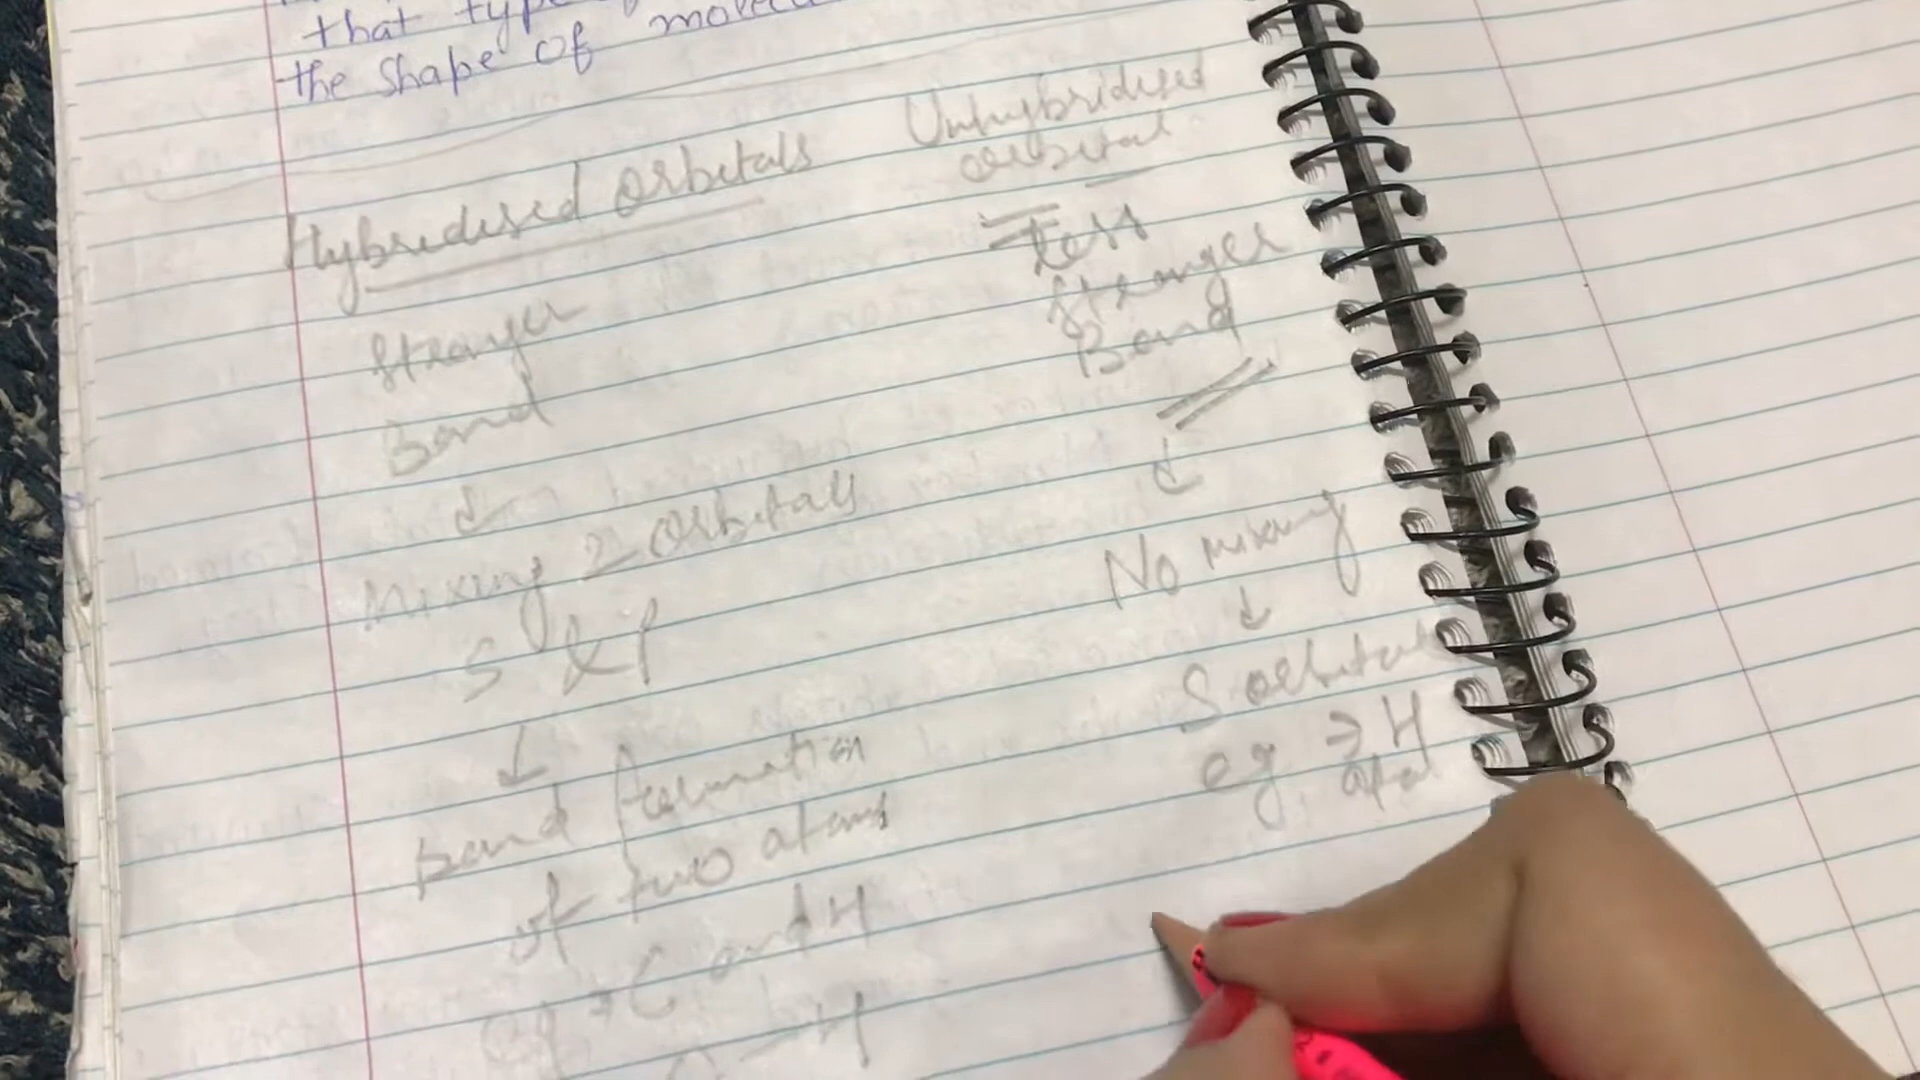 that type
the shape of molecu
Hybridised orbitals
Stronger
Bond
↓
Mixing 2 orbitals
S & P
↓
Bond formation
of two atoms
eg → C and H
C — H
Unhybridised
orbital
Less
Stronger
Bond
↓
No mixing
↓
S orbital
eg → H